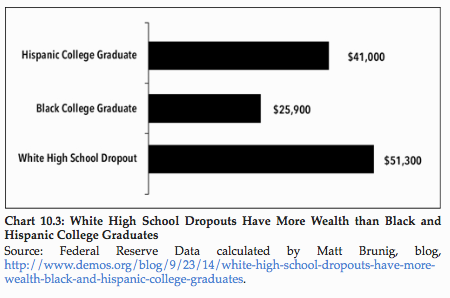 Hispanic College Graduate $41,000
Black College Graduate $25,900
White High School Dropout $51,300
Chart 10.3: White High School Dropouts Have More Wealth than Black and
Hispanic College Graduates
Source: Federal Reserve Data calculated by Matt Brunig, blog,
http://www.demos.org/blog/9/23/14/white-high-school-dropouts-have-more-
wealth-black-and-hispanic-college-graduates.